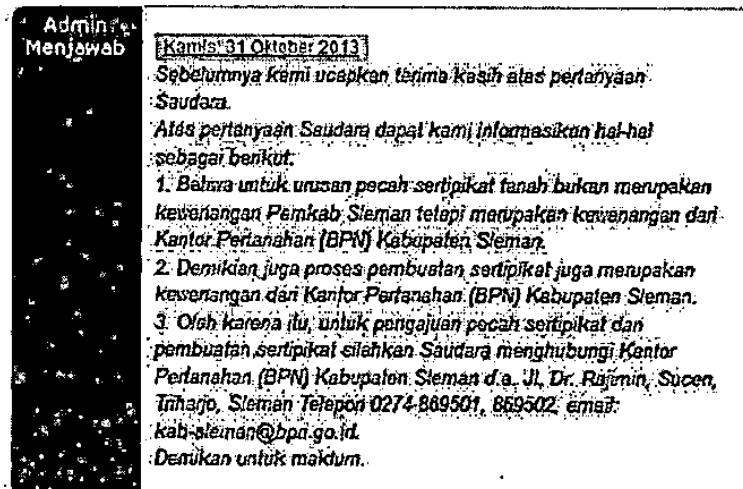 Admin
Menjawab
Kamis, 31 Oktober 2013
Sebelumnya kami ucapkan terima kasih atas pertanyaan
Saudara.
Atas pertanyaan Saudara dapat kami informasikan hal-hal
sebagai berikut:
1. Bahwa untuk urusan pecah sertipikat tanah bukan merupakan
kewenangan Pemkab Sleman tetapi merupakan kewenangan dari
Kantor Pertanahan (BPN) Kabupaten Sleman.
2. Demikian juga proses pembuatan sertipikat juga merupakan
kewenangan dari Kantor Pertanahan (BPN) Kabupaten Sleman.
3. Oleh karena itu, untuk pengajuan pecah sertipikat dan
pembuatan sertipikat silahkan Saudara menghubungi Kantor
Pertanahan (BPN) Kabupaten Sleman d.a. Jl. Dr. Rajimin, Sucen,
Triharjo, Sleman Telepon 0274-869501, 869502, email:
kab-sleman@bpn.go.id.
Demikan untuk maklum.